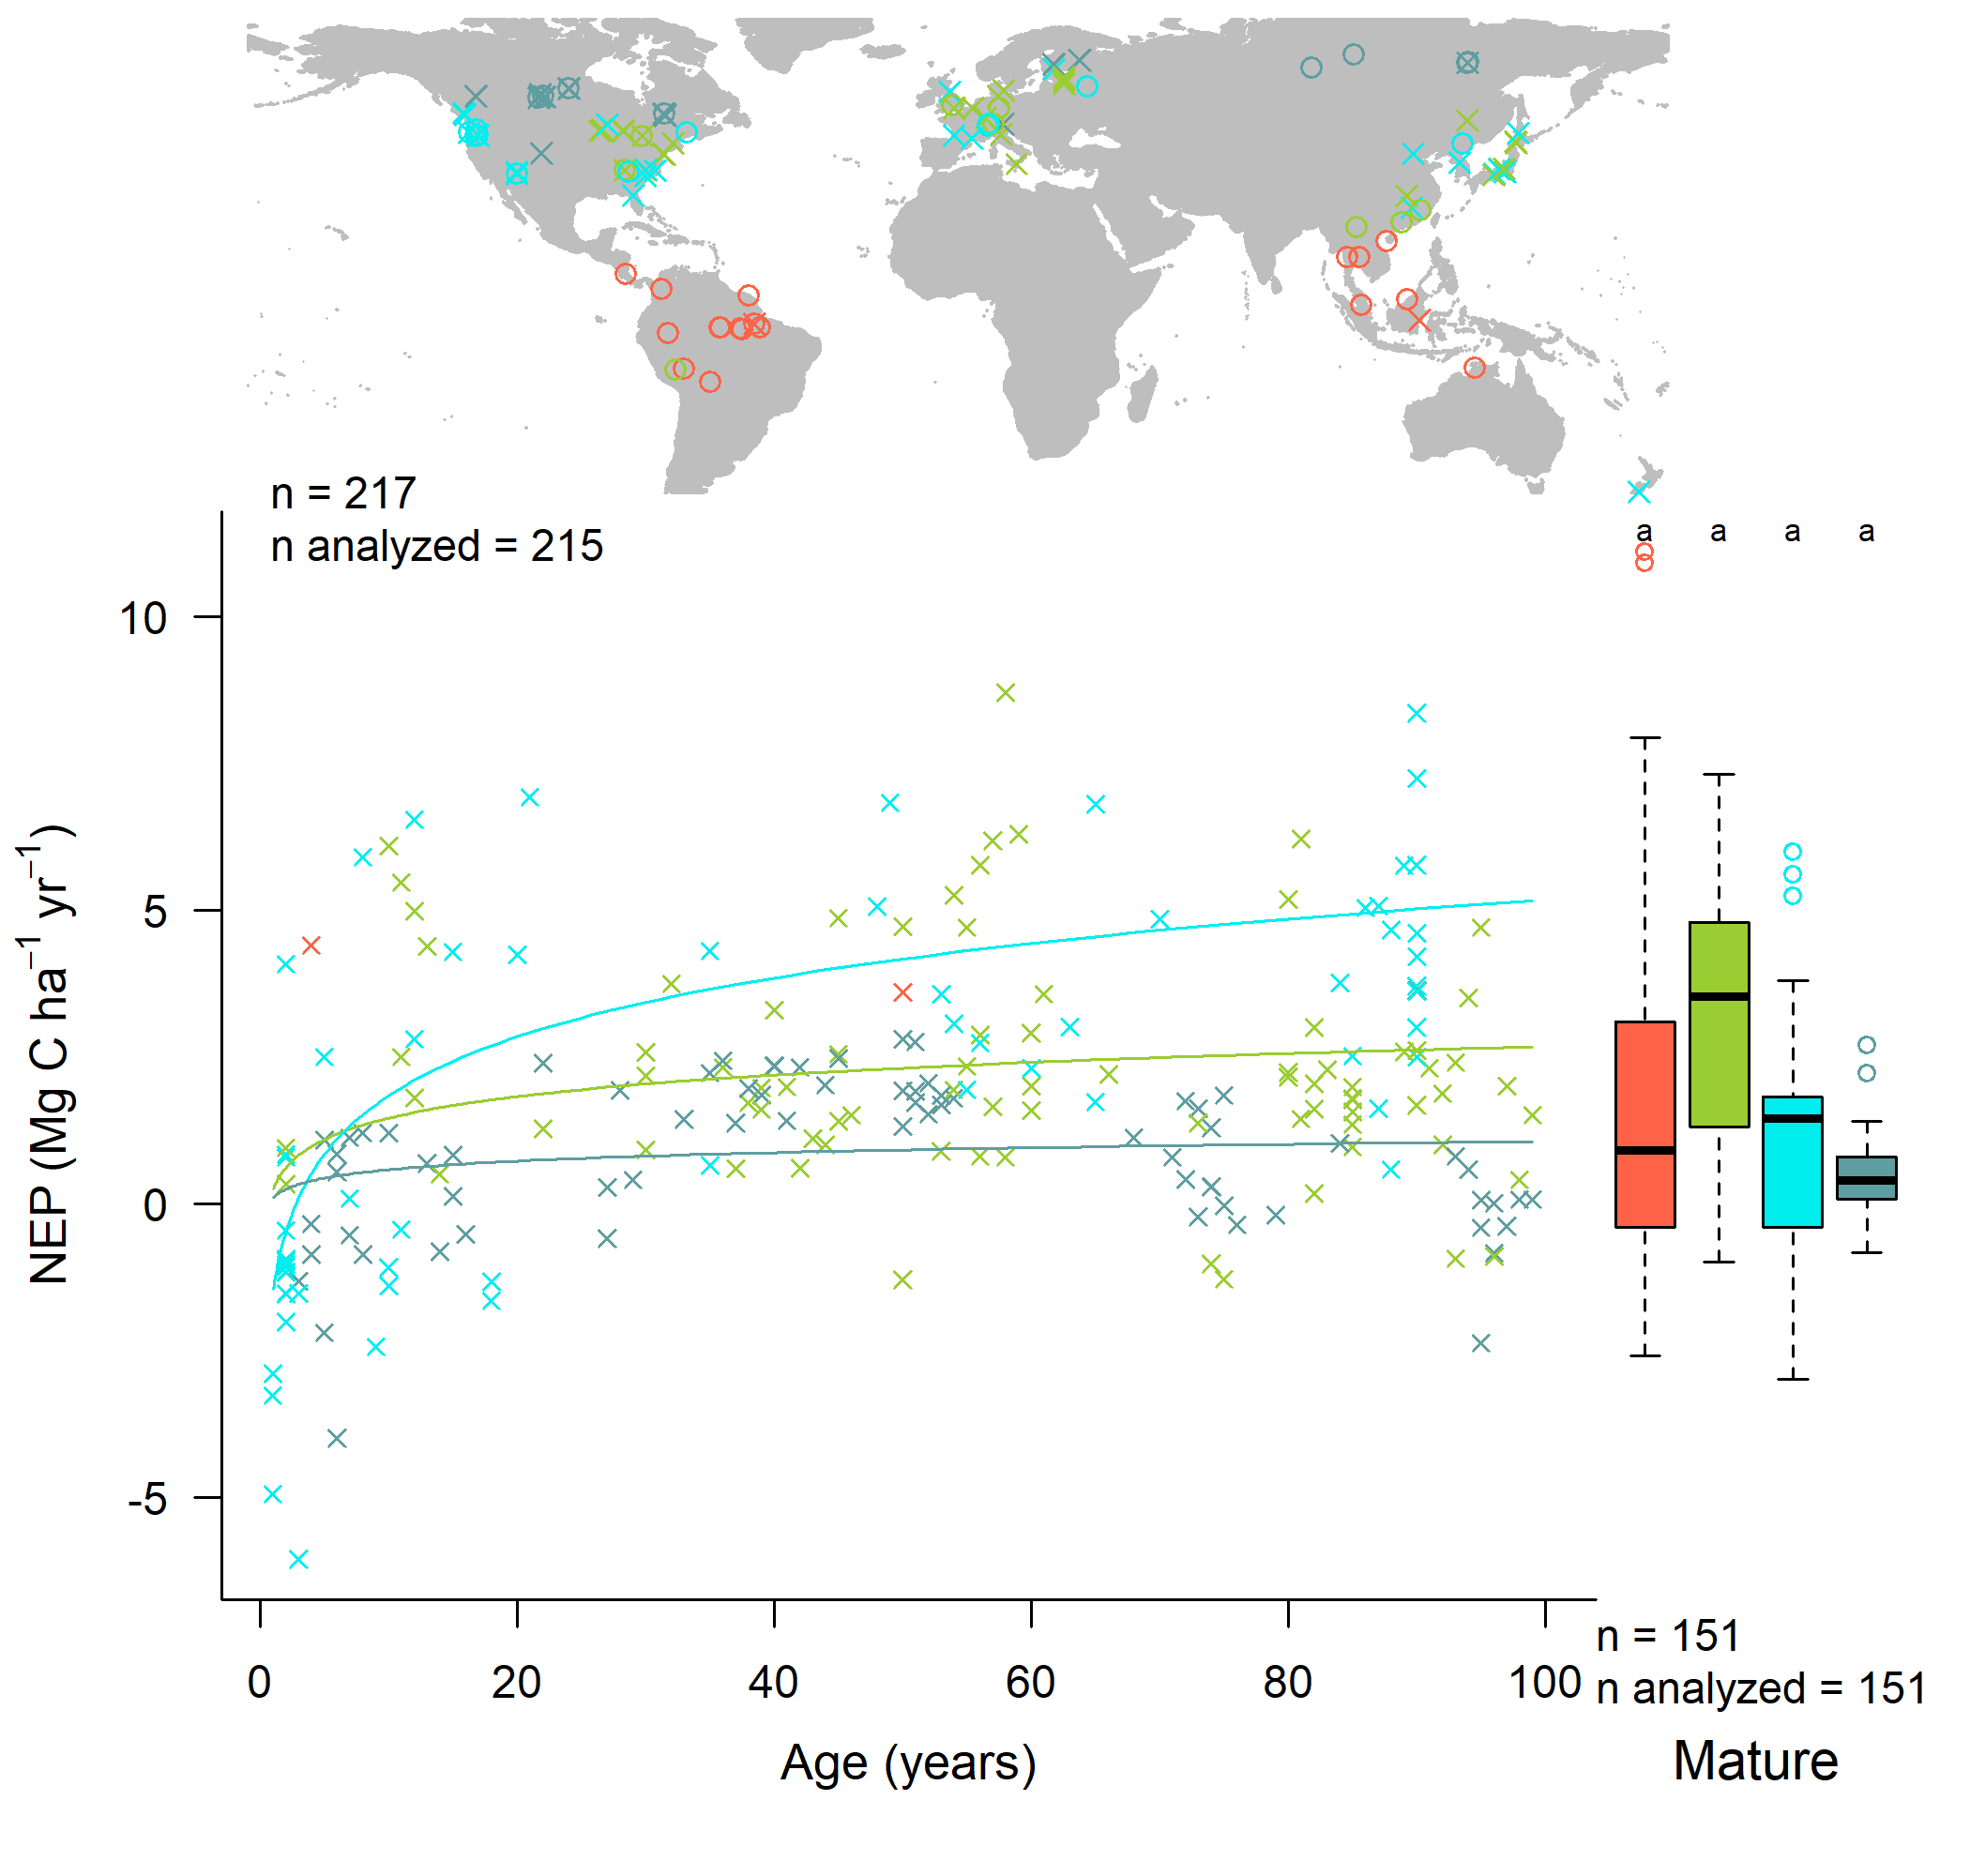 n = 217
n analyzed = 215
a a a a
10
5
0
-5
NEP (Mg C ha⁻¹ yr⁻¹)
0 20 40 60 80 100
Age (years)
n = 151
n analyzed = 151
Mature